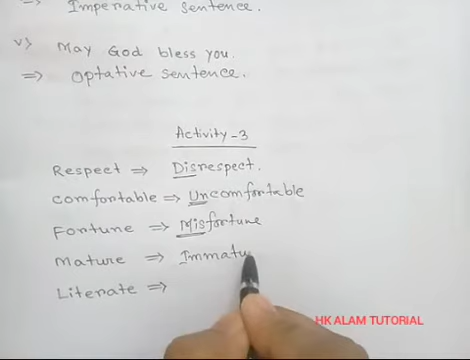 => Imperative sentence.
v) May God bless you.
=> Optative sentence.
Activity-3
Respect => Disrespect.
Comfortable => Uncomfortable
Fortune => Misfortune
Mature => Immatu
Literate =>
HK ALAM TUTORIAL